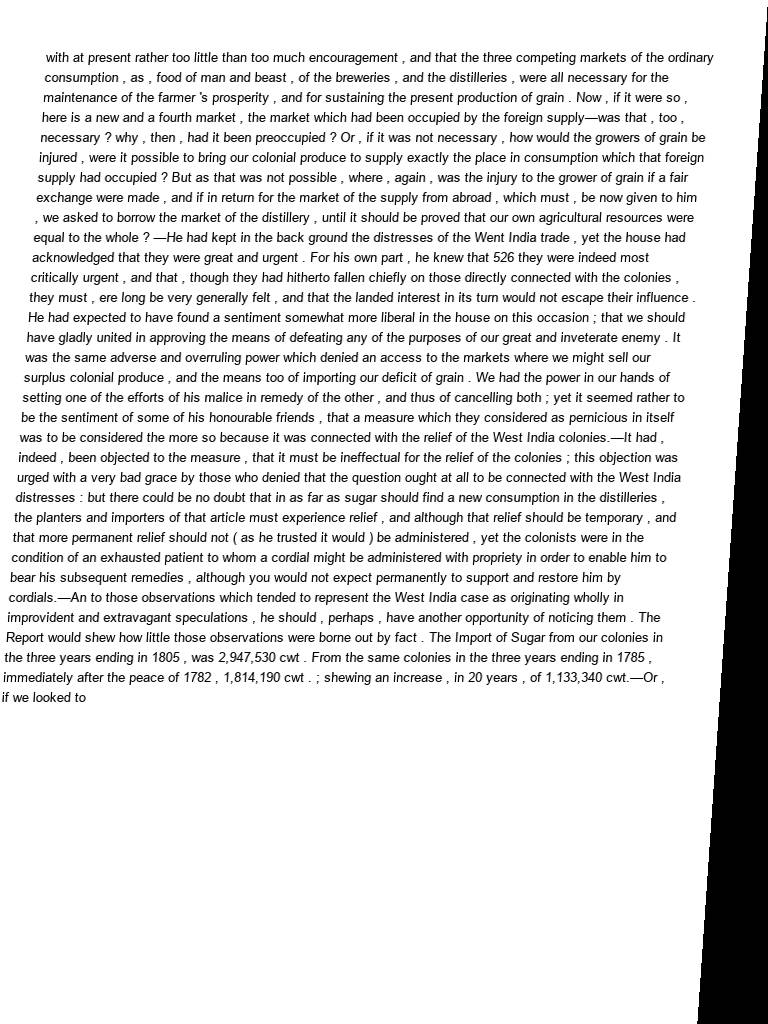 with at present rather too little than too much encouragement , and that the three competing markets of the ordinary
consumption , as , food of man and beast , of the breweries , and the distilleries , were all necessary for the
maintenance of the farmer 's prosperity , and for sustaining the present production of grain . Now , if it were so ,
here is a new and a fourth market , the market which had been occupied by the foreign supply—was that , too ,
necessary ? why , then , had it been preoccupied ? Or , if it was not necessary , how would the growers of grain be
injured , were it possible to bring our colonial produce to supply exactly the place in consumption which that foreign
supply had occupied ? But as that was not possible , where , again , was the injury to the grower of grain if a fair
exchange were made , and if in return for the market of the supply from abroad , which must , be now given to him
, we asked to borrow the market of the distillery , until it should be proved that our own agricultural resources were
equal to the whole ? —He had kept in the back ground the distresses of the Went India trade , yet the house had
acknowledged that they were great and urgent . For his own part , he knew that 526 they were indeed most
critically urgent , and that , though they had hitherto fallen chiefly on those directly connected with the colonies ,
they must , ere long be very generally felt , and that the landed interest in its turn would not escape their influence .
He had expected to have found a sentiment somewhat more liberal in the house on this occasion ; that we should
have gladly united in approving the means of defeating any of the purposes of our great and inveterate enemy . It
was the same adverse and overruling power which denied an access to the markets where we might sell our
surplus colonial produce , and the means too of importing our deficit of grain . We had the power in our hands of
setting one of the efforts of his malice in remedy of the other , and thus of cancelling both ; yet it seemed rather to
be the sentiment of some of his honourable friends , that a measure which they considered as pernicious in itself
was to be considered the more so because it was connected with the relief of the West India colonies.—It had ,
indeed , been objected to the measure , that it must be ineffectual for the relief of the colonies ; this objection was
urged with a very bad grace by those who denied that the question ought at all to be connected with the West India
distresses : but there could be no doubt that in as far as sugar should find a new consumption in the distilleries ,
the planters and importers of that article must experience relief , and although that relief should be temporary , and
that more permanent relief should not ( as he trusted it would ) be administered , yet the colonists were in the
condition of an exhausted patient to whom a cordial might be administered with propriety in order to enable him to
bear his subsequent remedies , although you would not expect permanently to support and restore him by
cordials.—An to those observations which tended to represent the West India case as originating wholly in
improvident and extravagant speculations , he should , perhaps , have another opportunity of noticing them . The
Report would shew how little those observations were borne out by fact . The Import of Sugar from our colonies in
the three years ending in 1805 , was 2,947,530 cwt . From the same colonies in the three years ending in 1785 ,
immediately after the peace of 1782 , 1,814,190 cwt . ; shewing an increase , in 20 years , of 1,133,340 cwt.—Or ,
if we looked to